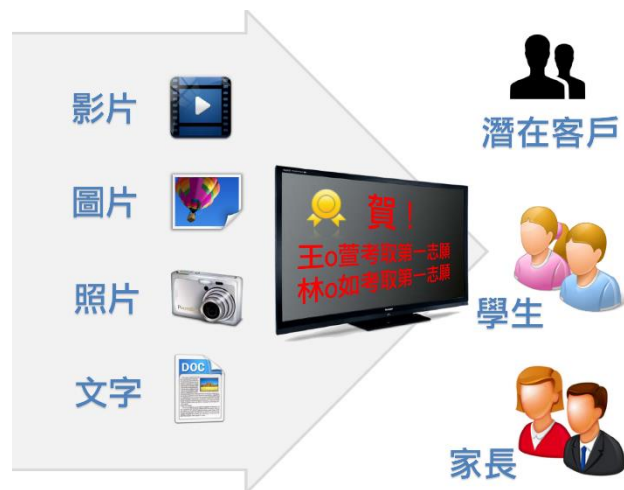 影片
圖片
照片
文字
DOC
賀！
王o萱考取第一志願
林o如考取第一志願
潛在客戶
學生
家長